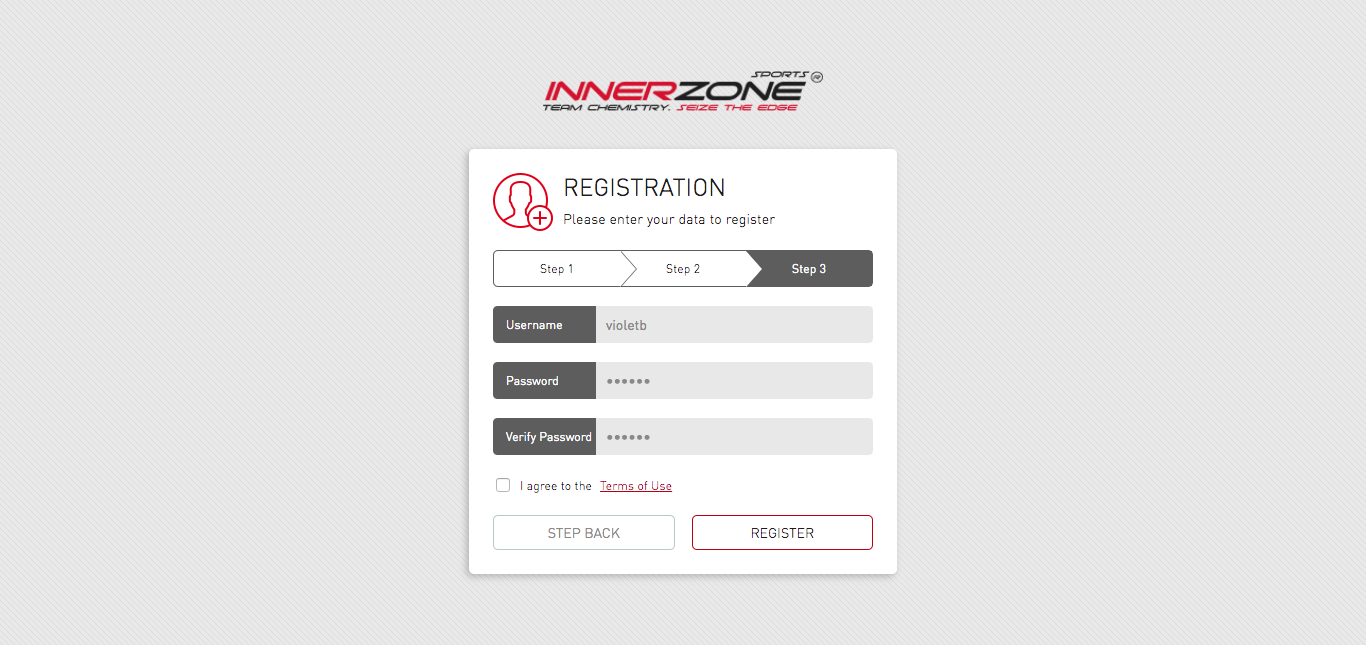 SPORTS ®
INNERZONE
TEAM CHEMISTRY. SEIZE THE EDGE
REGISTRATION
Please enter your data to register
Step 1 Step 2 Step 3
Username violetb
Password ••••••
Verify Password ••••••
I agree to the Terms of Use
STEP BACK REGISTER